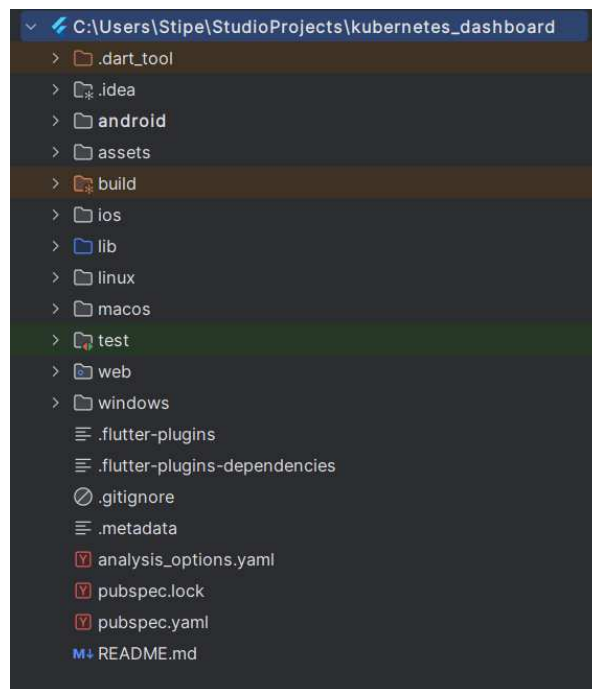 C:\Users\Stipe\StudioProjects\kubernetes_dashboard
.dart_tool
.idea
android
assets
build
ios
lib
linux
macos
test
web
windows
.flutter-plugins
.flutter-plugins-dependencies
.gitignore
.metadata
Y analysis_options.yaml
Y pubspec.lock
Y pubspec.yaml
M↓ README.md